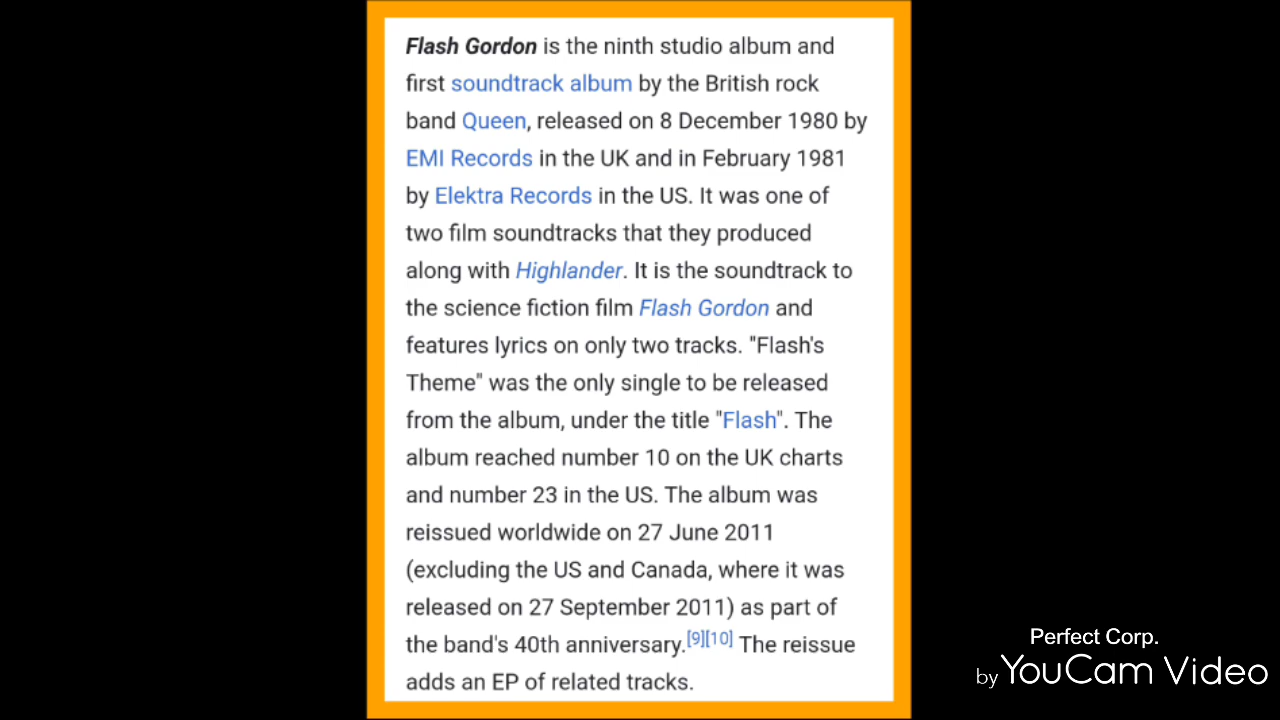 Flash Gordon is the ninth studio album and
first soundtrack album by the British rock
band Queen, released on 8 December 1980 by
EMI Records in the UK and in February 1981
by Elektra Records in the US. It was one of
two film soundtracks that they produced
along with Highlander. It is the soundtrack to
the science fiction film Flash Gordon and
features lyrics on only two tracks. "Flash's
Theme" was the only single to be released
from the album, under the title "Flash". The
album reached number 10 on the UK charts
and number 23 in the US. The album was
reissued worldwide on 27 June 2011
(excluding the US and Canada, where it was
released on 27 September 2011) as part of
the band's 40th anniversary.[9][10] The reissue
adds an EP of related tracks.
Perfect Corp.
by YouCam Video